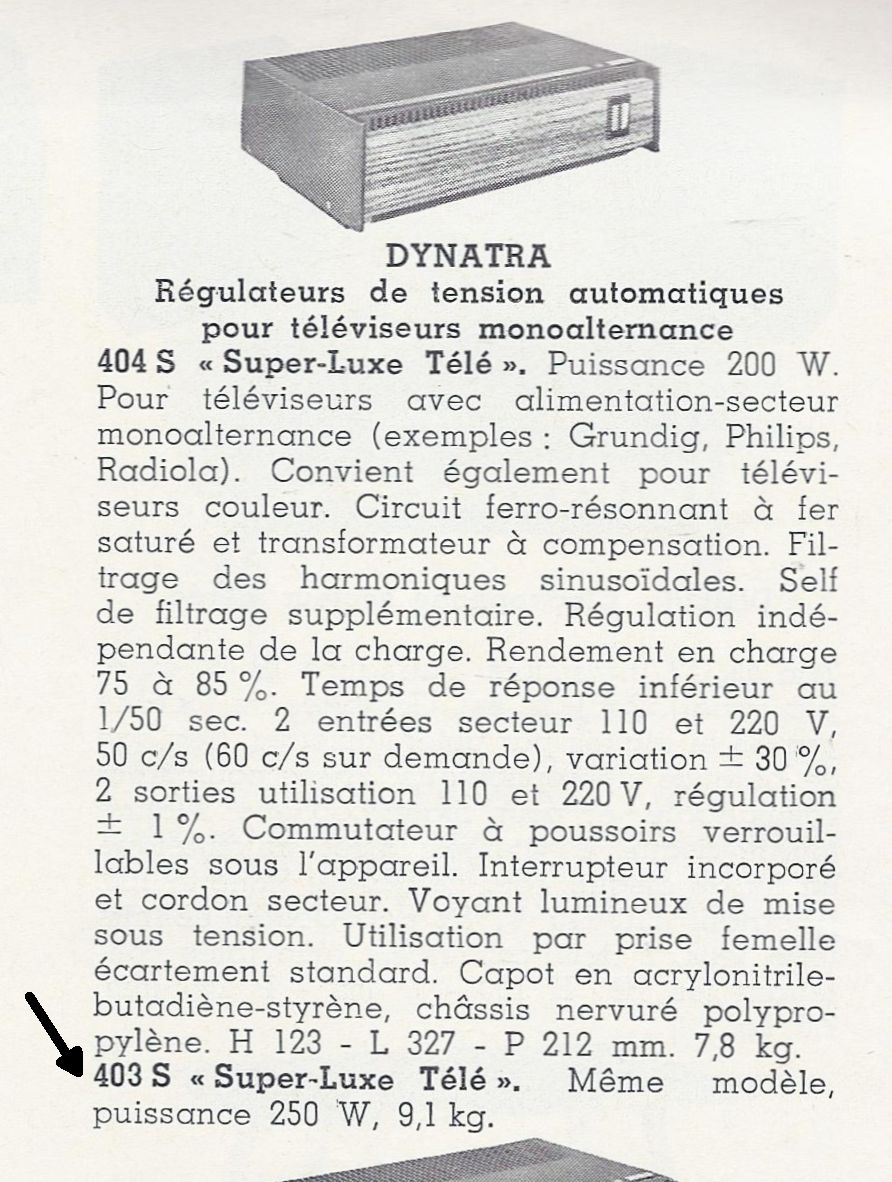 DYNATRA
Régulateurs de tension automatiques
pour téléviseurs monoalternance
404 S « Super-Luxe Télé ». Puissance 200 W.
Pour téléviseurs avec alimentation-secteur
monoalternance (exemples : Grundig, Philips,
Radiola). Convient également pour télévi-
seurs couleur. Circuit ferro-résonnant à fer
saturé et transformateur à compensation. Fil-
trage des harmoniques sinusoïdales. Self
de filtrage supplémentaire. Régulation indé-
pendante de la charge. Rendement en charge
75 à 85 %. Temps de réponse inférieur au
1/50 sec. 2 entrées secteur 110 et 220 V,
50 c/s (60 c/s sur demande), variation ± 30 %,
2 sorties utilisation 110 et 220 V, régulation
± 1 %. Commutateur à poussoirs verrouil-
lables sous l'appareil. Interrupteur incorporé
et cordon secteur. Voyant lumineux de mise
sous tension. Utilisation par prise femelle
écartement standard. Capot en acrylonitrile-
butadiène-styrène, châssis nervuré polypro-
pylène. H 123 - L 327 - P 212 mm. 7,8 kg.
403 S « Super-Luxe Télé ». Même modèle,
puissance 250 W, 9,1 kg.